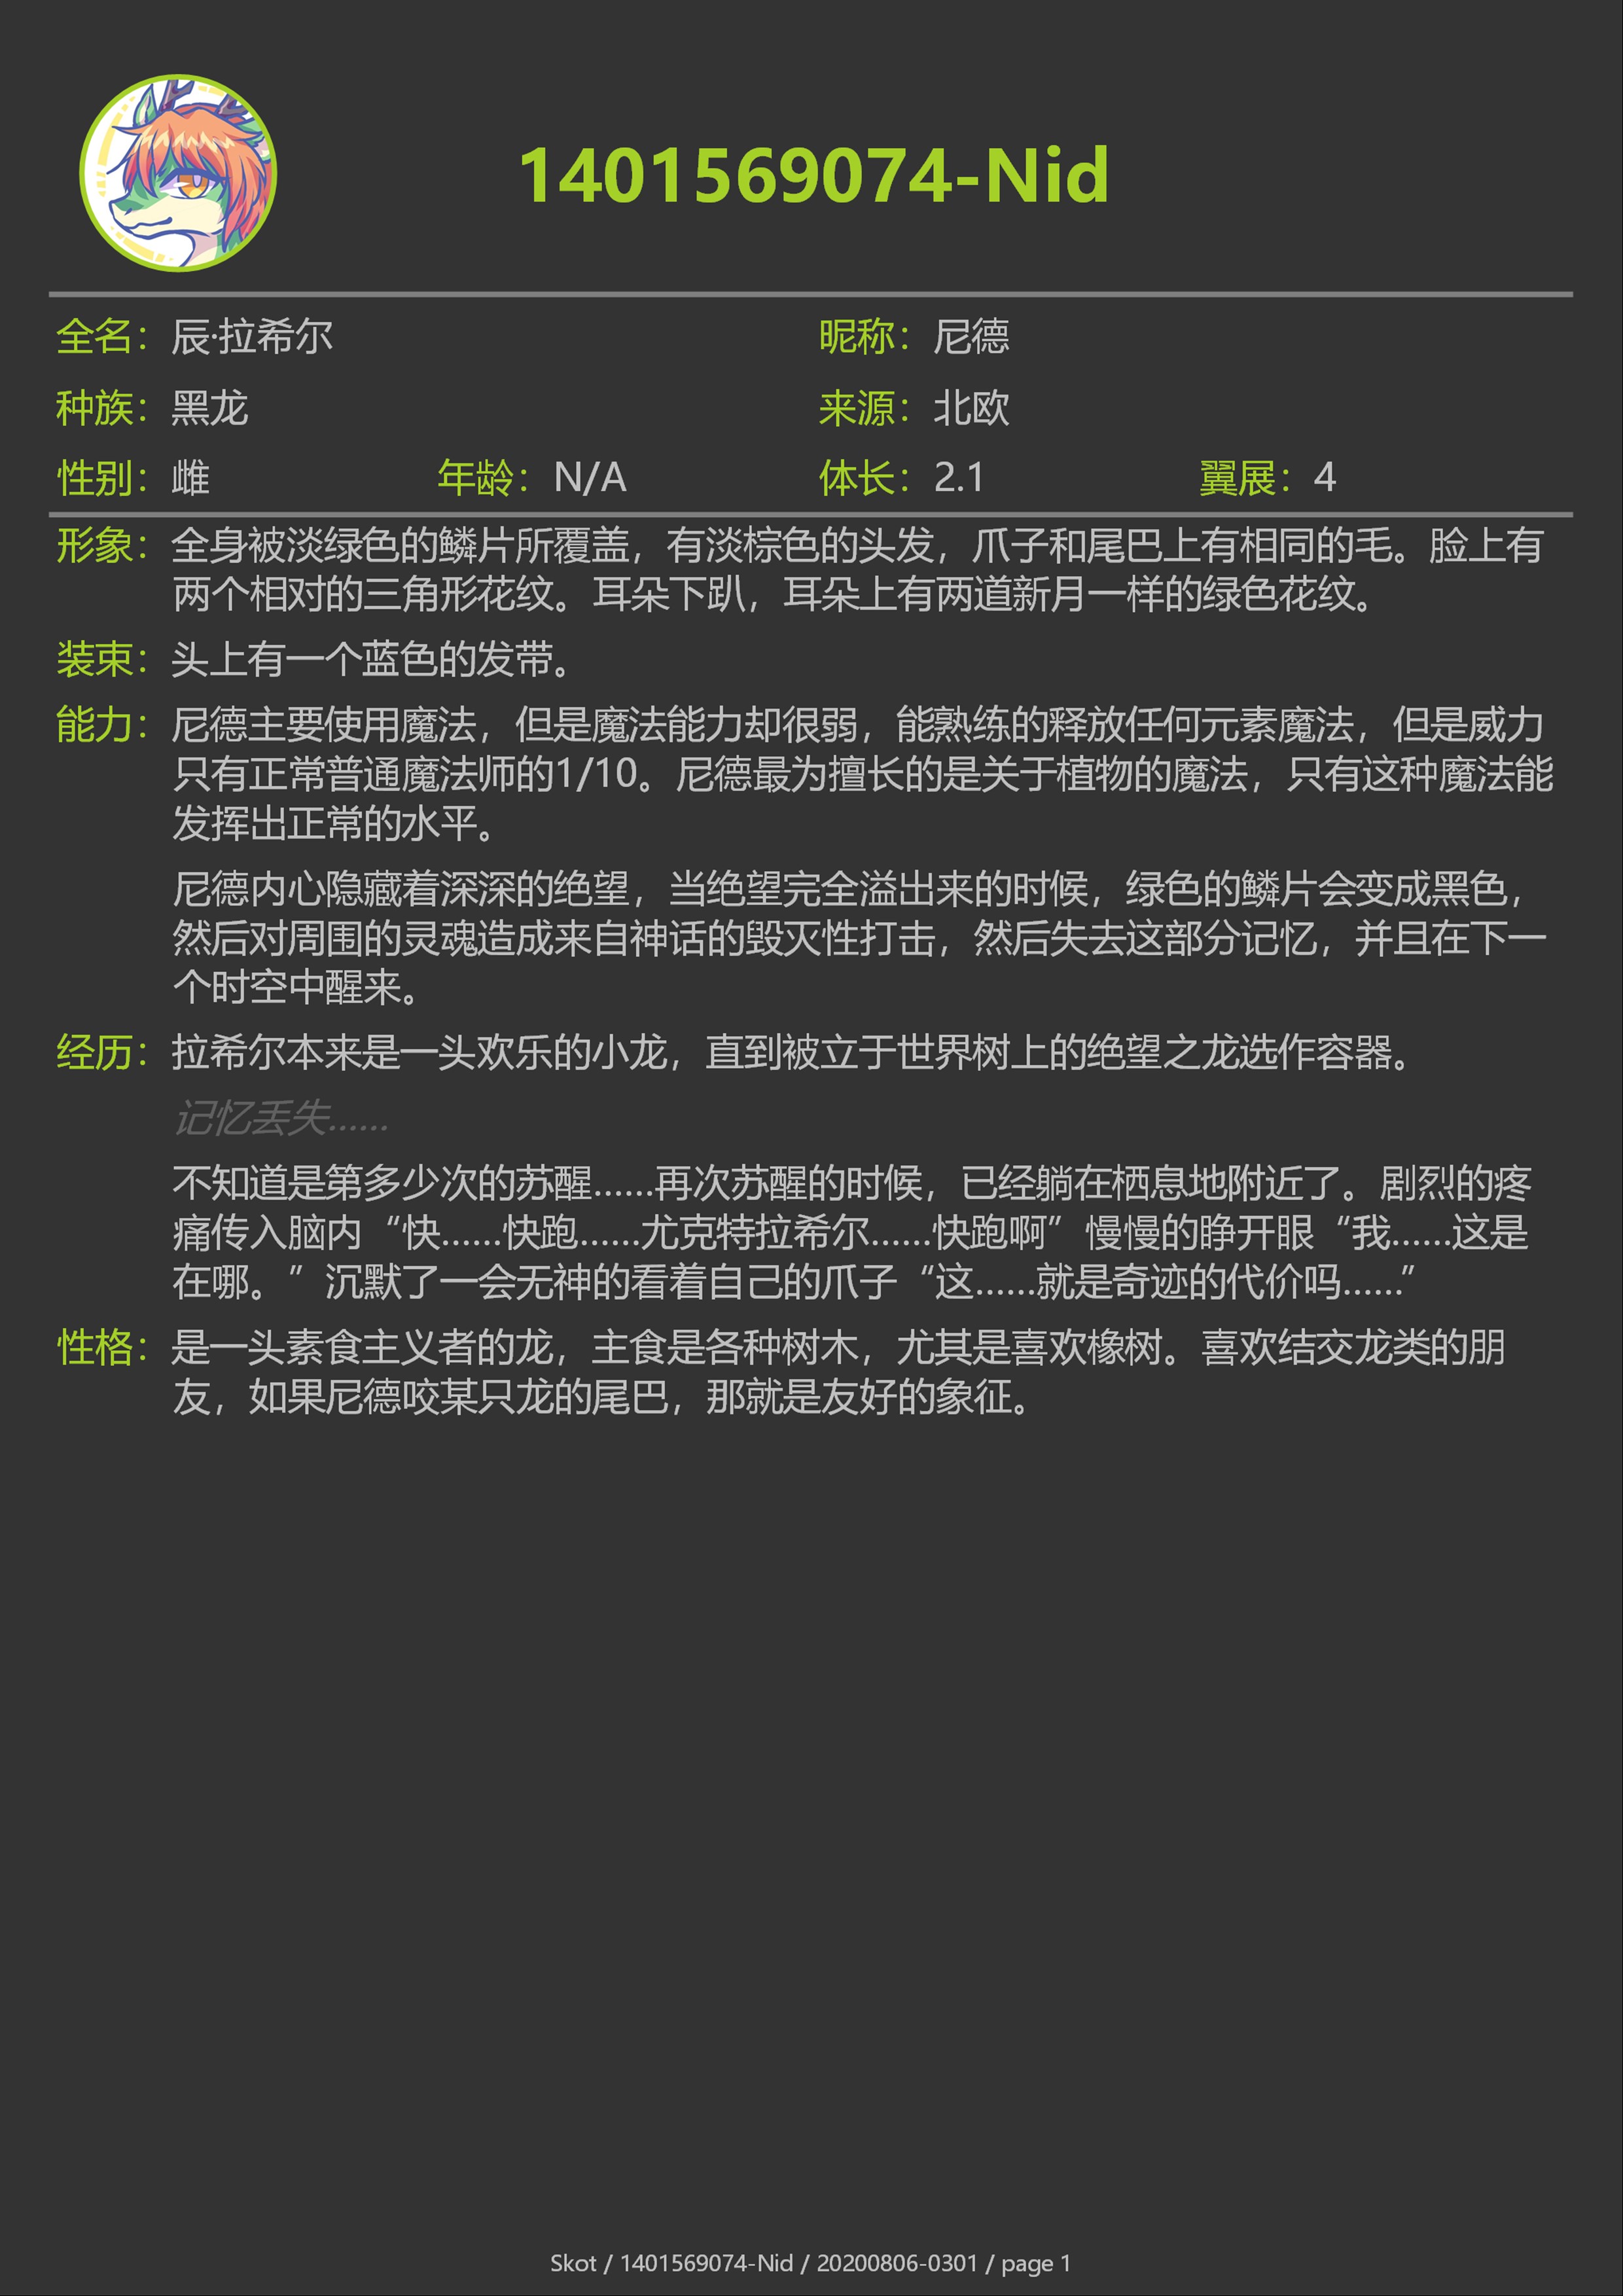 1401569074-Nid
全名：辰·拉希尔 昵称：尼德
种族：黑龙 来源：北欧
性别：雌 年龄：N/A 体长：2.1 翼展：4
形象：全身被淡绿色的鳞片所覆盖，有淡棕色的头发，爪子和尾巴上有相同的毛。脸上有
两个相对的三角形花纹。耳朵下趴，耳朵上有两道新月一样的绿色花纹。
装束：头上有一个蓝色的发带。
能力：尼德主要使用魔法，但是魔法能力却很弱，能熟练的释放任何元素魔法，但是威力
只有正常普通魔法师的1/10。尼德最为擅长的是关于植物的魔法，只有这种魔法能
发挥出正常的水平。
尼德内心隐藏着深深的绝望，当绝望完全溢出来的时候，绿色的鳞片会变成黑色，
然后对周围的灵魂造成来自神话的毁灭性打击，然后失去这部分记忆，并且在下一
个时空中醒来。
经历：拉希尔本来是一头欢乐的小龙，直到被立于世界树上的绝望之龙选作容器。
记忆丢失……
不知道是第多少次的苏醒……再次苏醒的时候，已经躺在栖息地附近了。剧烈的疼
痛传入脑内“快……快跑……尤克特拉希尔……快跑啊”慢慢的睁开眼“我……这是
在哪。”沉默了一会无神的看着自己的爪子“这……就是奇迹的代价吗……”
性格：是一头素食主义者的龙，主食是各种树木，尤其是喜欢橡树。喜欢结交龙类的朋
友，如果尼德咬某只龙的尾巴，那就是友好的象征。
Skot / 1401569074-Nid / 20200806-0301 / page 1